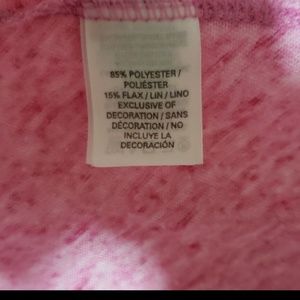 85% POLYESTER /
POLIÉSTER
15% FLAX / LIN / LINO
EXCLUSIVE OF
DECORATION / SANS
DÉCORATION / NO
INCLUYE LA
DECORACIÓN